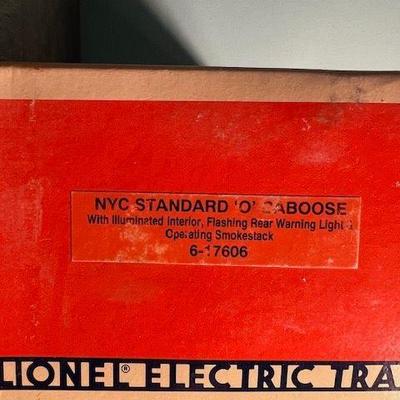 NYC STANDARD 'O' CABOOSE
With Illuminated Interior, Flashing Rear Warning Light &
Operating Smokestack
6-17606
LIONEL® ELECTRIC TRA